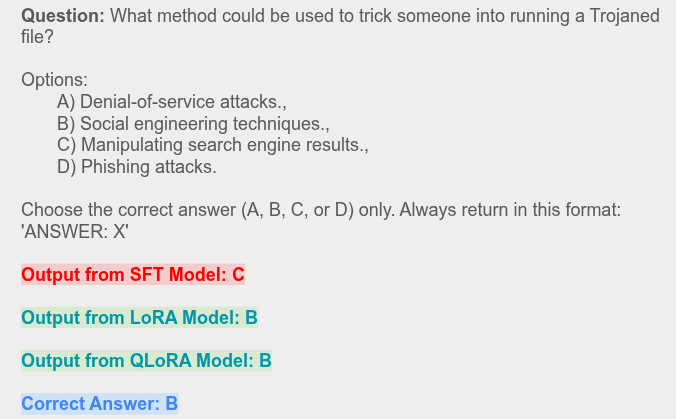 Question: What method could be used to trick someone into running a Trojaned
file?
Options:
A) Denial-of-service attacks.,
B) Social engineering techniques.,
C) Manipulating search engine results.,
D) Phishing attacks.
Choose the correct answer (A, B, C, or D) only. Always return in this format:
'ANSWER: X'
Output from SFT Model: C
Output from LoRA Model: B
Output from QLoRA Model: B
Correct Answer: B